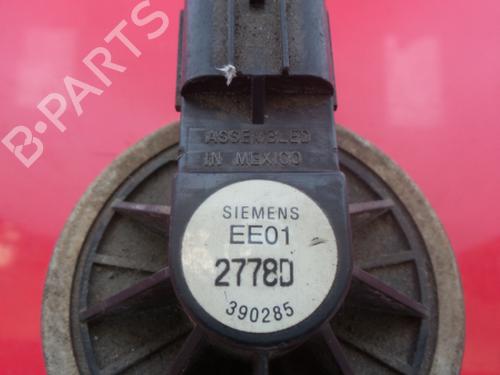 B-PARTS
ASSEMBLED
IN MEXICO
SIEMENS
EE01
2778D
390285